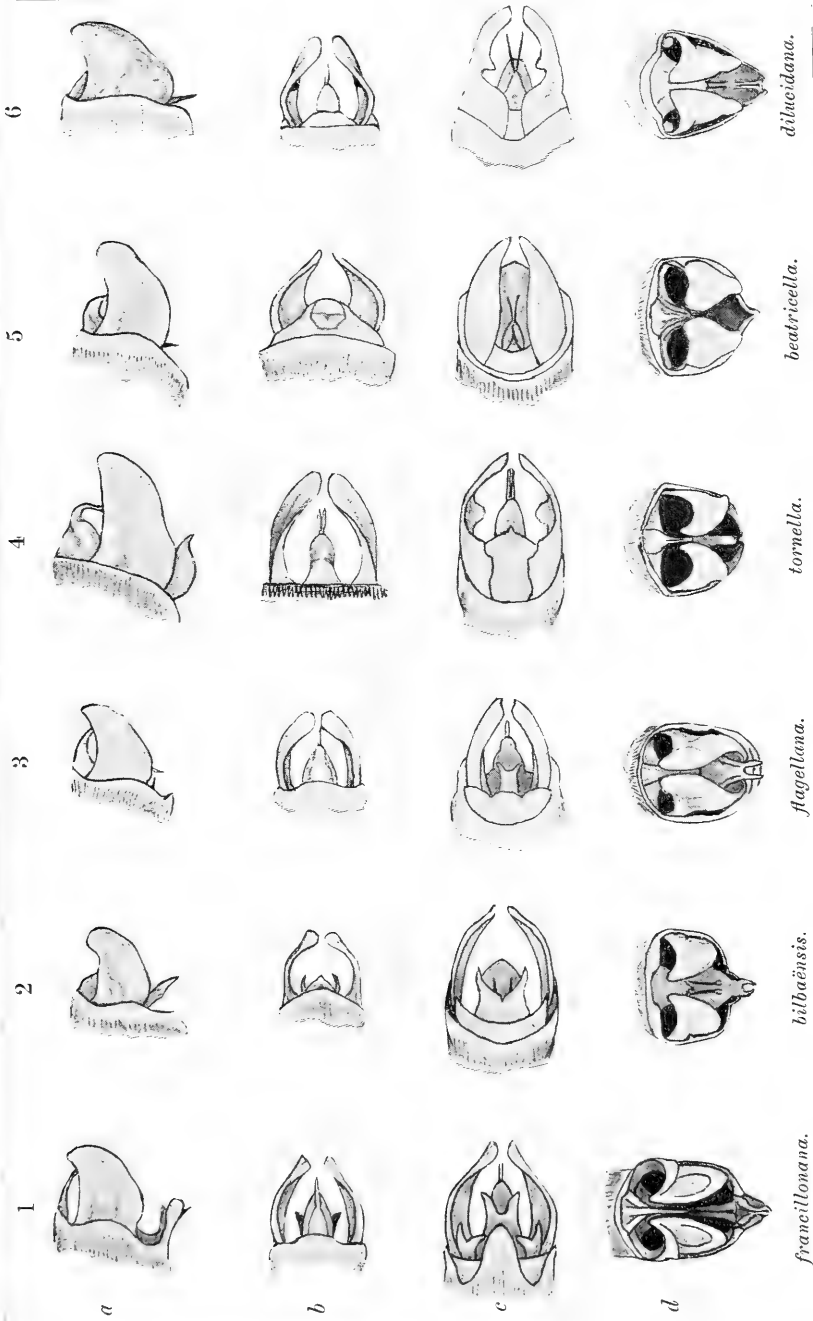 1 2 3 4 5 6
a
b
c
d
francillonana. bilbaënsis. flagellana. tornella. beatricella. dilucidana.